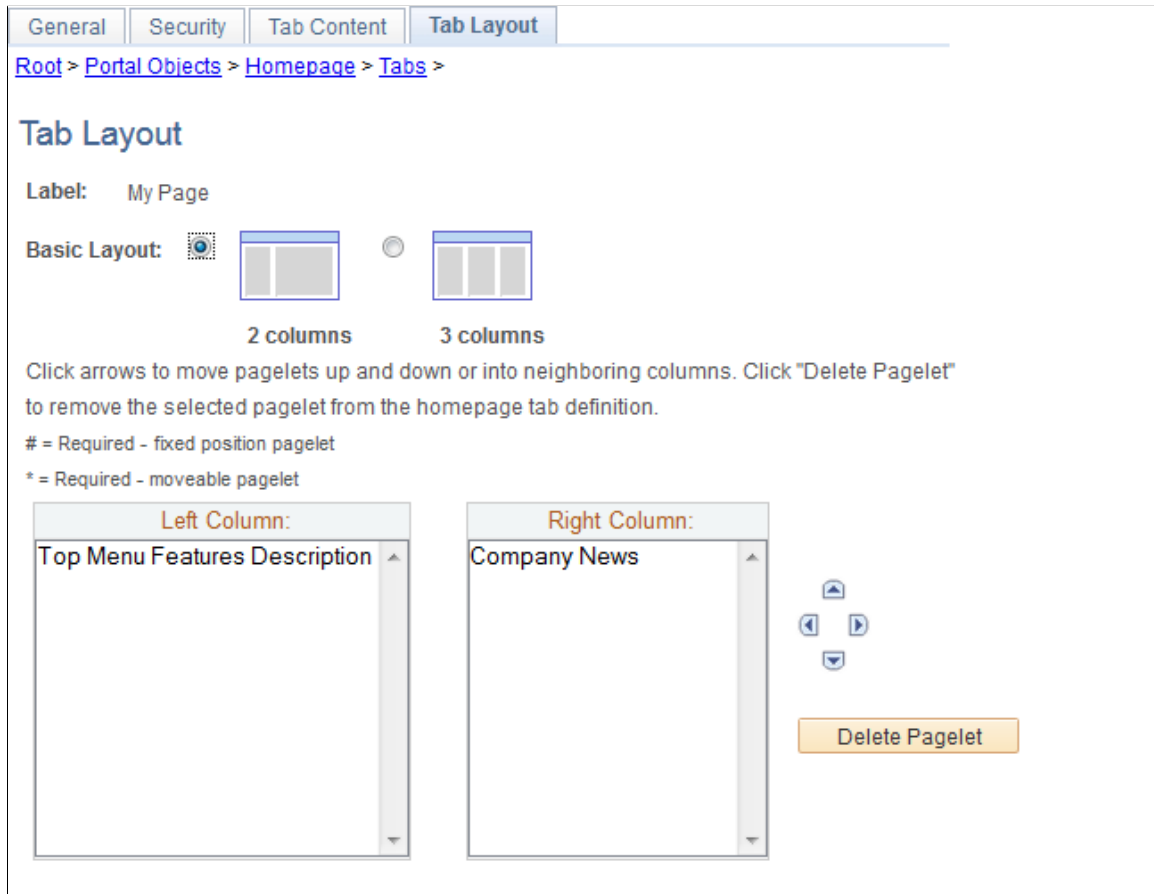 General Security Tab Content Tab Layout
Root > Portal Objects > Homepage > Tabs >
Tab Layout
Label: My Page
Basic Layout:
2 columns 3 columns
Click arrows to move pagelets up and down or into neighboring columns. Click "Delete Pagelet"
to remove the selected pagelet from the homepage tab definition.
# = Required - fixed position pagelet
* = Required - moveable pagelet
Left Column: Right Column:
Top Menu Features Description Company News
Delete Pagelet